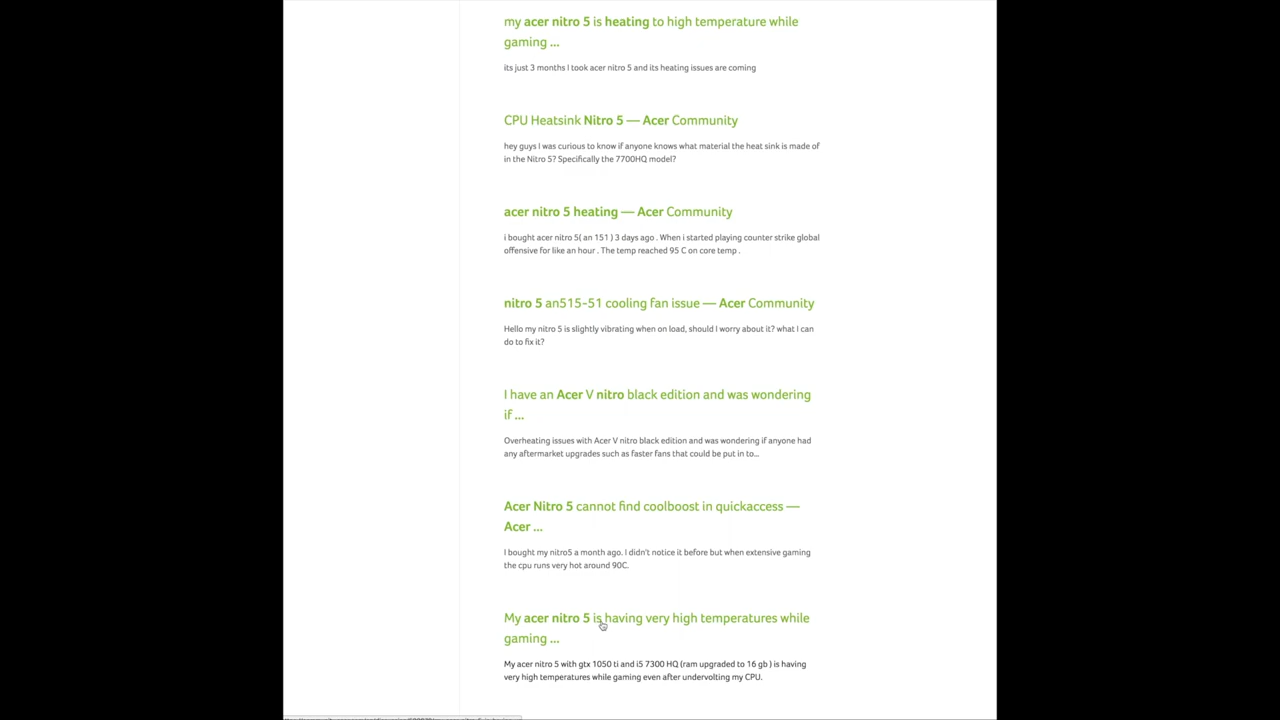 my acer nitro 5 is heating to high temperature while
gaming ...
its just 3 months I took acer nitro 5 and its heating issues are coming
CPU Heatsink Nitro 5 — Acer Community
hey guys I was curious to know if anyone knows what material the heat sink is made of
in the Nitro 5? Specifically the 7700HQ model?
acer nitro 5 heating — Acer Community
i bought acer nitro 5( an 151 ) 3 days ago . When i started playing counter strike global
offensive for like an hour . The temp reached 95 C on core temp .
nitro 5 an515-51 cooling fan issue — Acer Community
Hello my nitro 5 is slightly vibrating when on load, should I worry about it? what I can
do to fix it?
I have an Acer V nitro black edition and was wondering
if ...
Overheating issues with Acer V nitro black edition and was wondering if anyone had
any aftermarket upgrades such as faster fans that could be put in to...
Acer Nitro 5 cannot find coolboost in quickaccess —
Acer ...
I bought my nitro5 a month ago. I didn't notice it before but when extensive gaming
the cpu runs very hot around 90C.
My acer nitro 5 is having very high temperatures while
gaming ...
My acer nitro 5 with gtx 1050 ti and i5 7300 HQ (ram upgraded to 16 gb ) is having
very high temperatures while gaming even after undervolting my CPU.